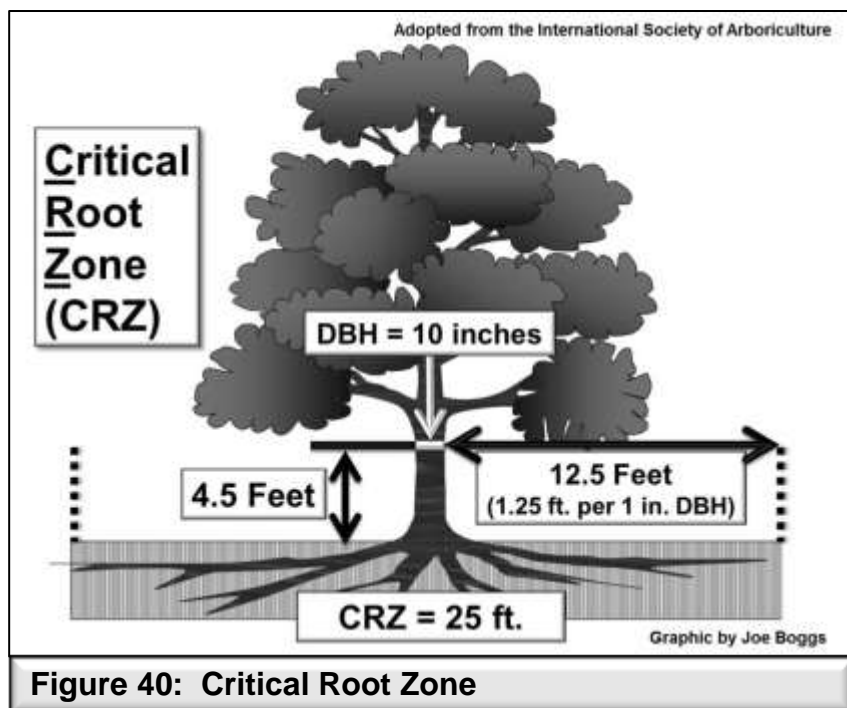 Adopted from the International Society of Arboriculture
Critical
Root
Zone
(CRZ)
DBH = 10 inches
4.5 Feet
12.5 Feet
(1.25 ft. per 1 in. DBH)
CRZ = 25 ft.
Graphic by Joe Boggs
Figure 40: Critical Root Zone